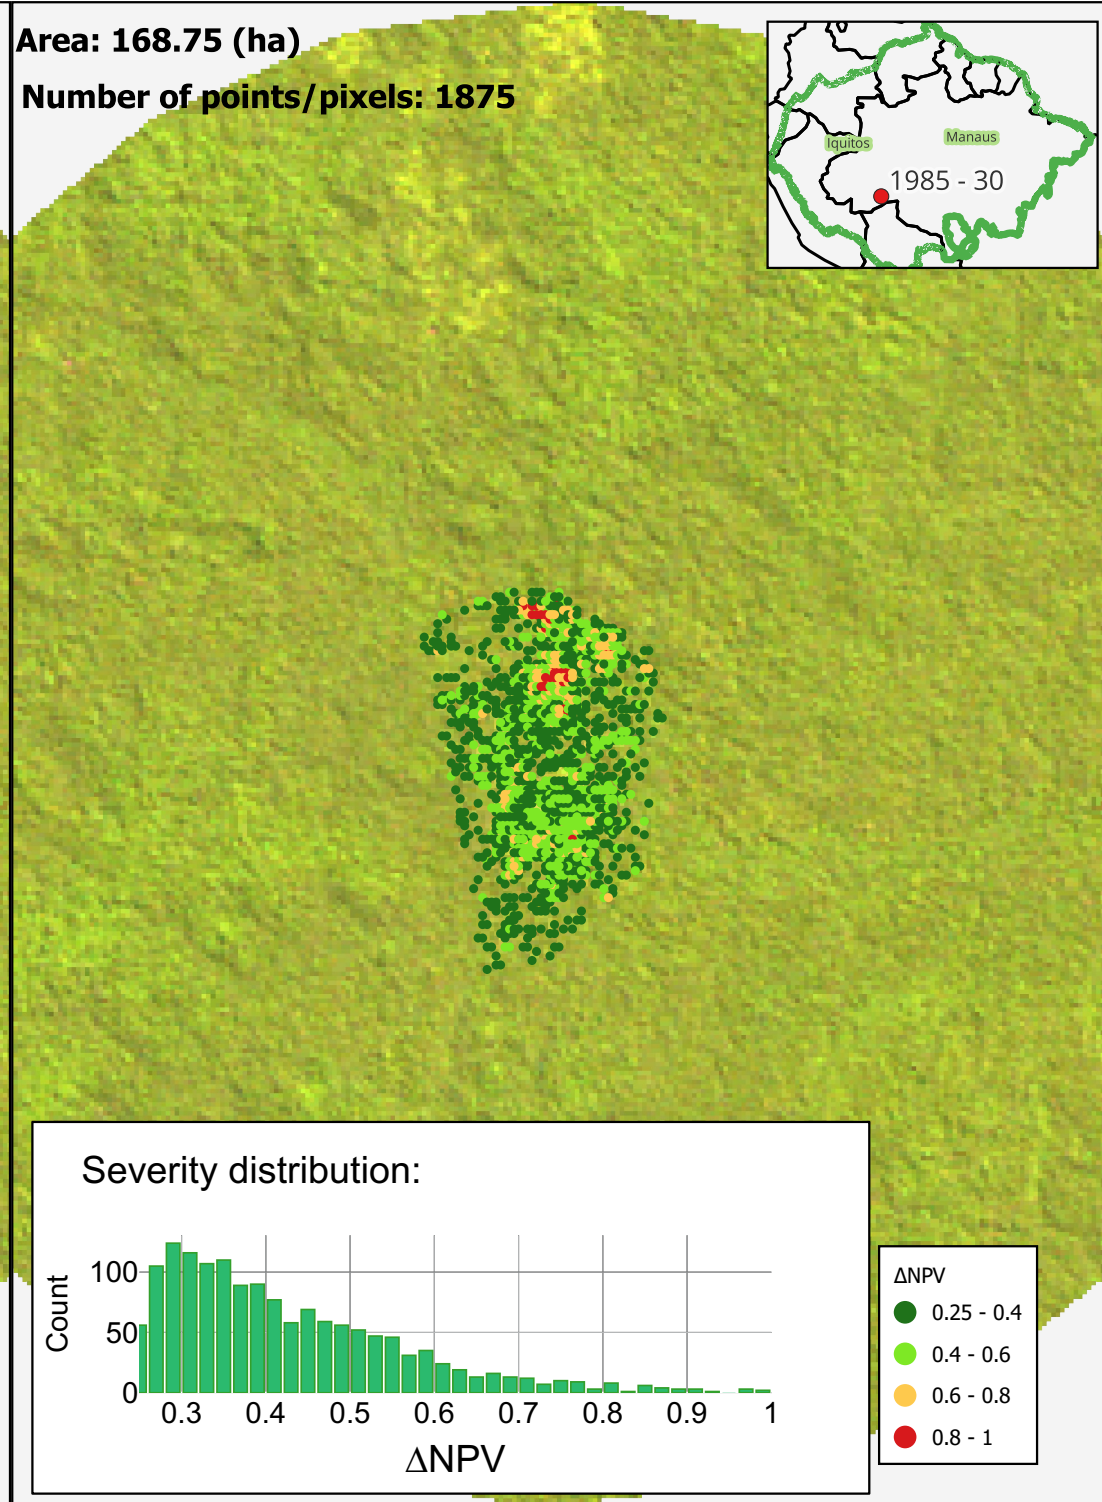 Area: 168.75 (ha)
Number of points/pixels: 1875
Iquitos
Manaus
1985 - 30
Severity distribution:
Count
100
50
0
0.3 0.4 0.5 0.6 0.7 0.8 0.9 1
ΔNPV
ΔNPV
0.25 - 0.4
0.4 - 0.6
0.6 - 0.8
0.8 - 1